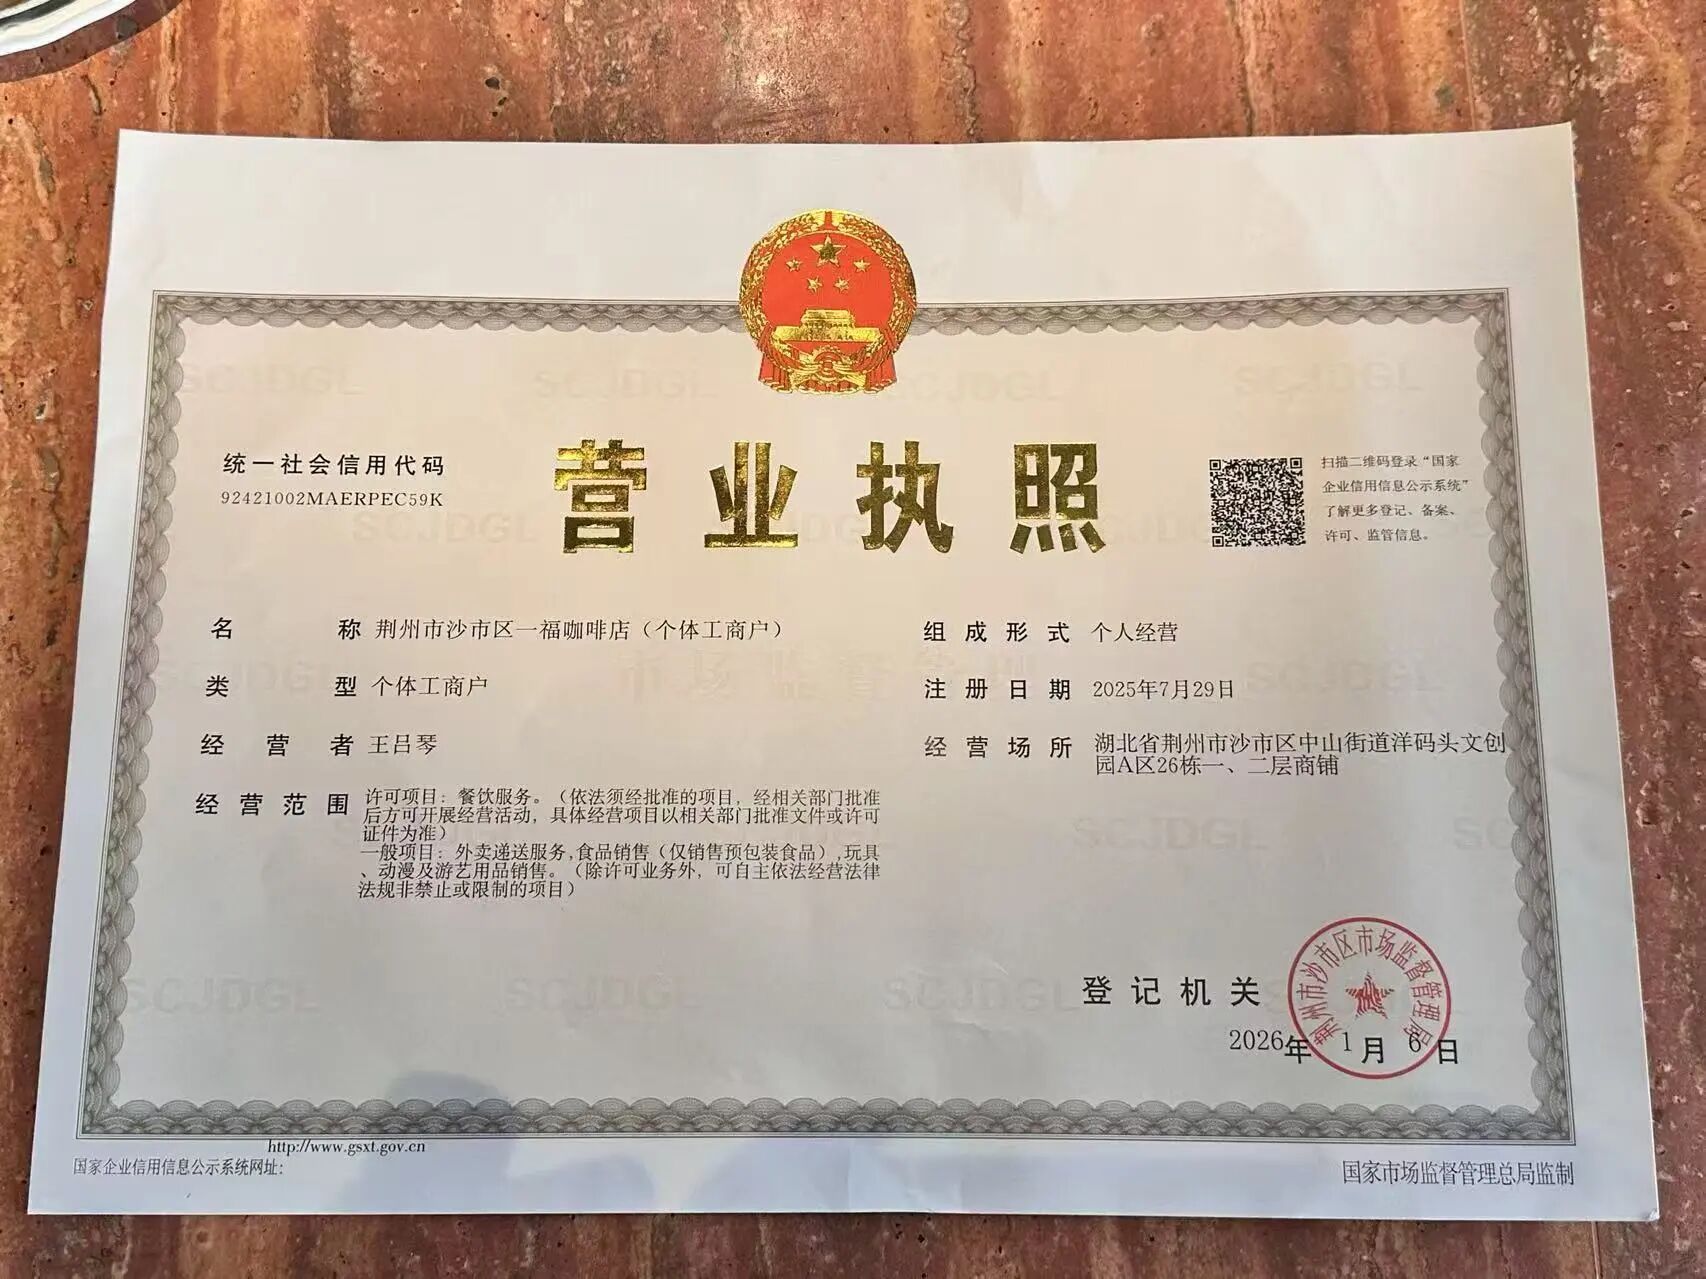 统一社会信用代码
92421002MAERPEC59K
营业执照
扫描二维码登录“国家
企业信用信息公示系统”
了解更多登记、备案、
许可、监管信息。
名称 荆州市沙市区一福咖啡店（个体工商户）
类型 个体工商户
经营者 王吕琴
经营范围 许可项目：餐饮服务。（依法须经批准的项目，经相关部门批准
后方可开展经营活动，具体经营项目以相关部门批准文件或许可
证件为准）
一般项目：外卖递送服务,食品销售（仅销售预包装食品）,玩具
、动漫及游艺用品销售。（除许可业务外，可自主依法经营法律
法规非禁止或限制的项目）
组成形式 个人经营
注册日期 2025年7月29日
经营场所 湖北省荆州市沙市区中山街道洋码头文创
园A区26栋一、二层商铺
登记机关
荆州市沙市区市场监督管理局
2026年1月6日
http://www.gsxt.gov.cn
国家企业信用信息公示系统网址：
国家市场监督管理总局监制
SCJDGL
市场监督管理